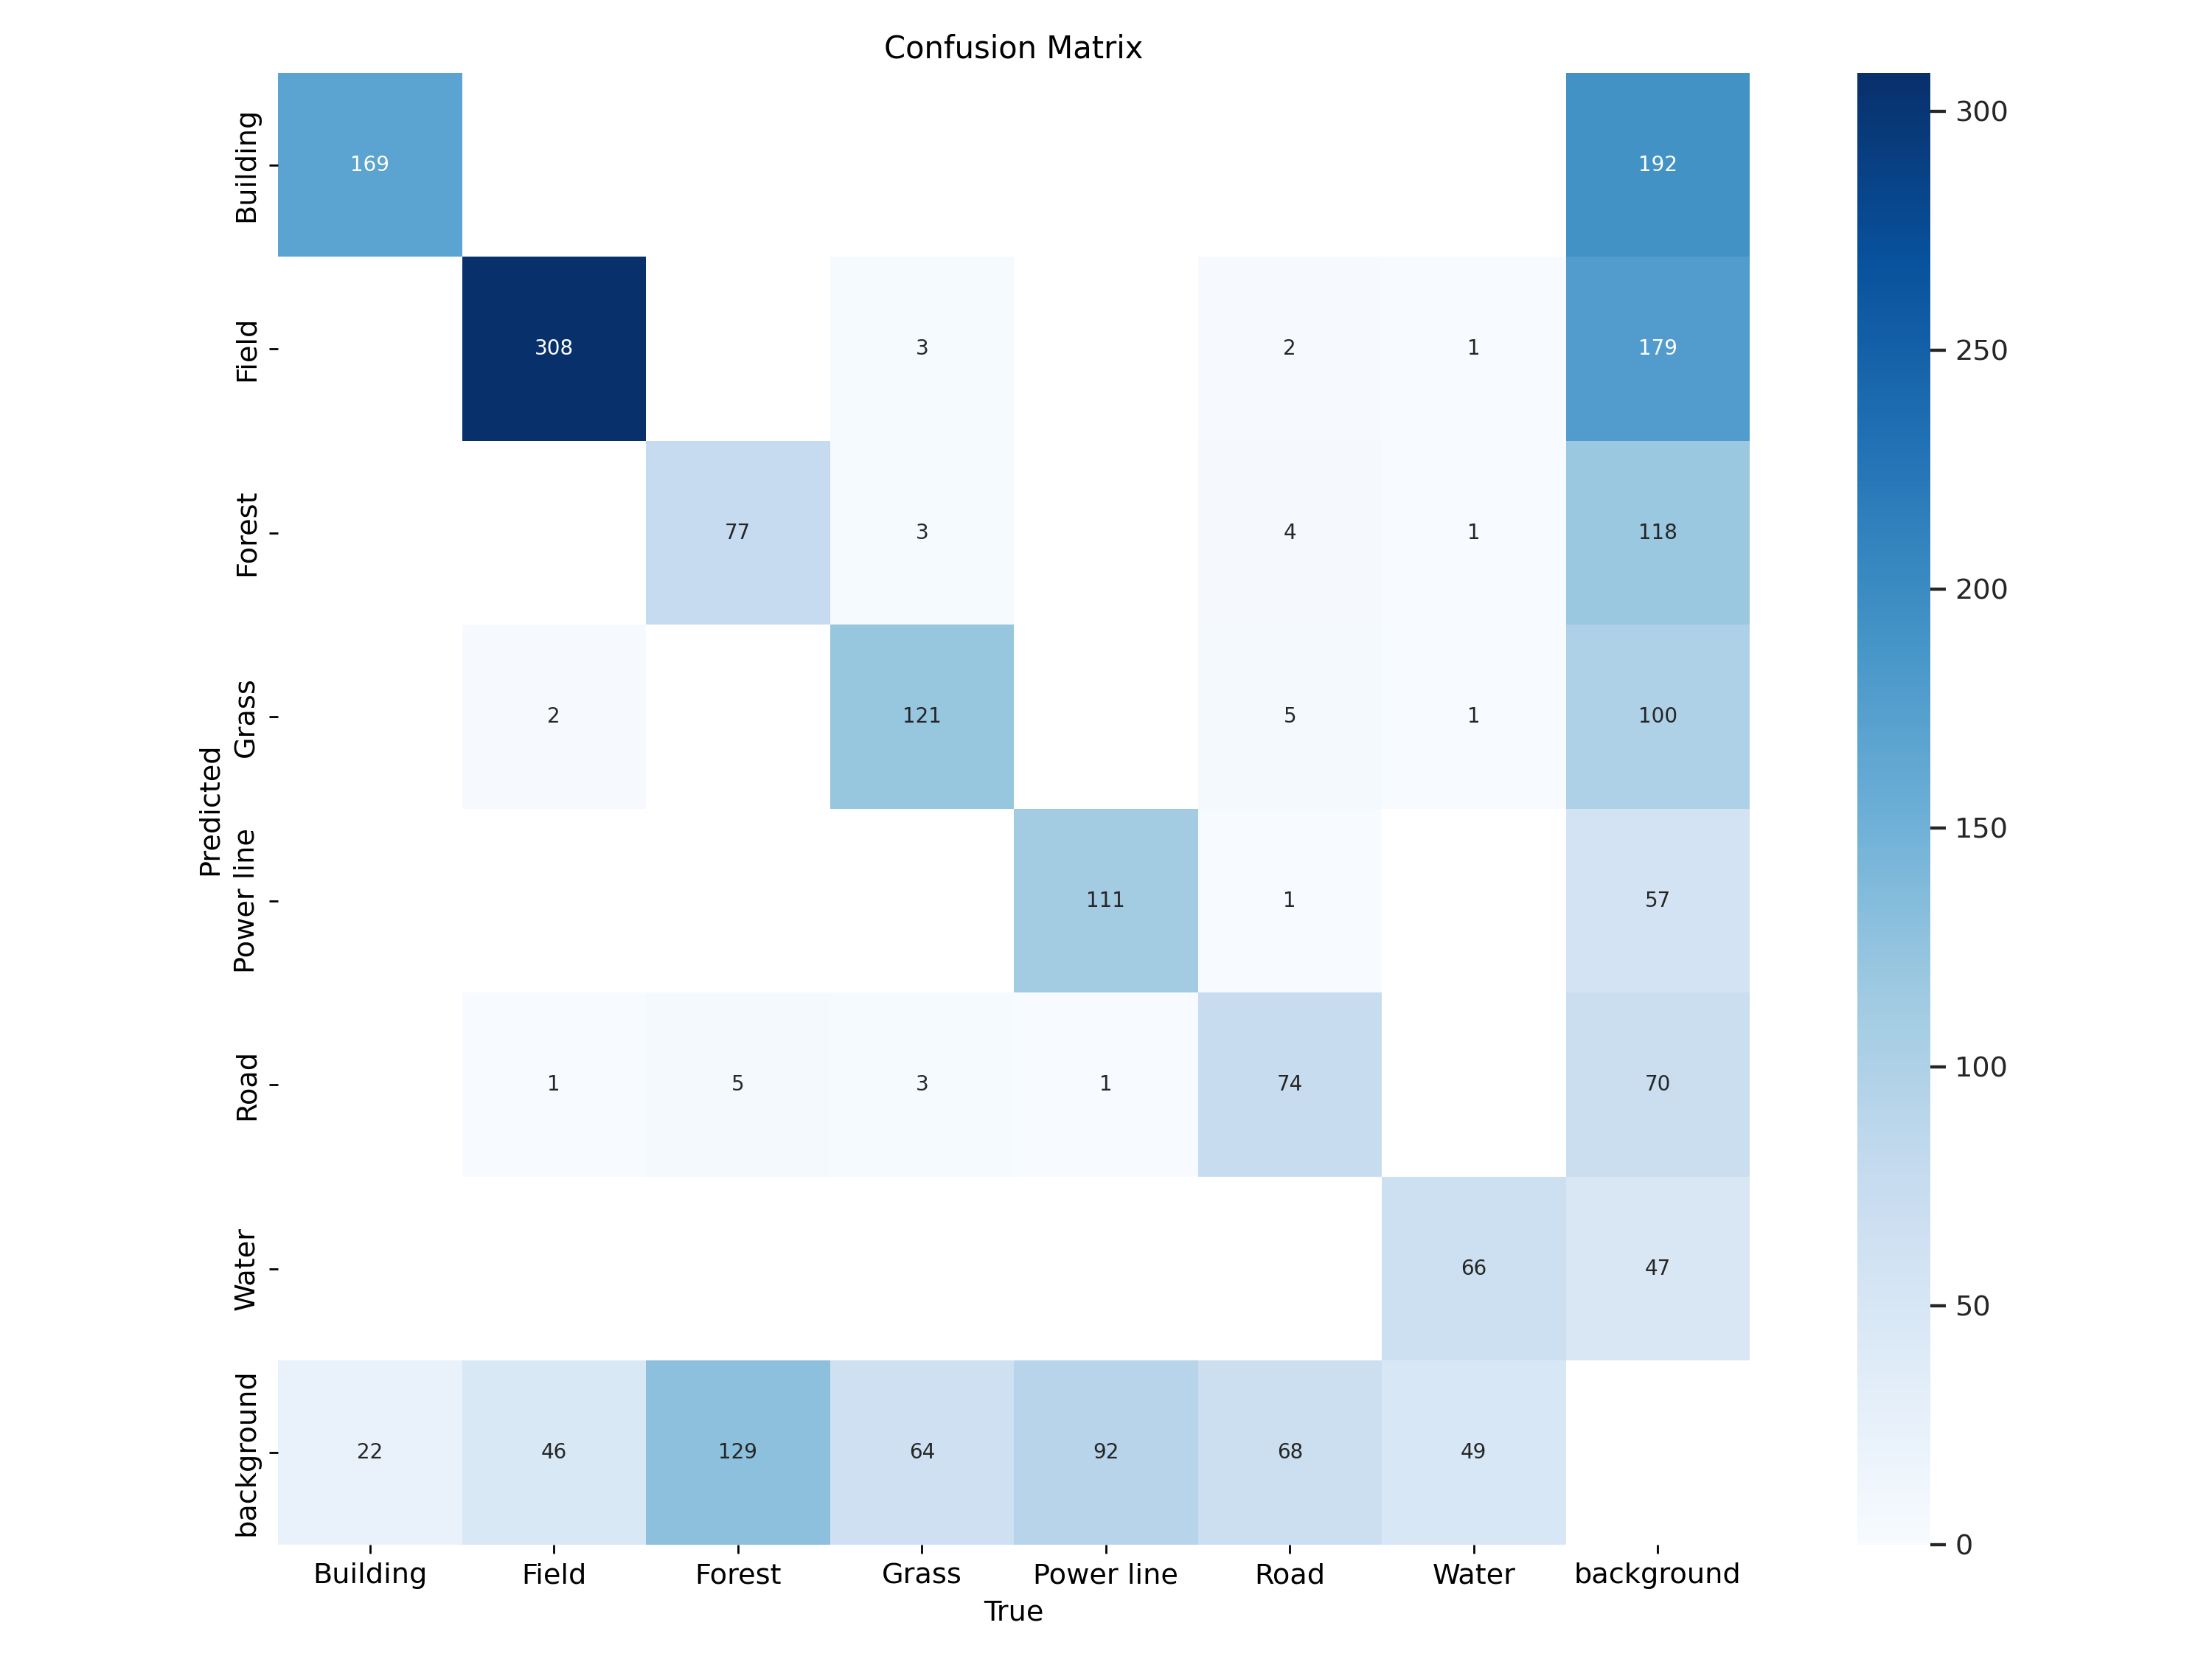 Confusion Matrix
Building 169 192
Field 308 3 2 1 179
Forest 77 3 4 1 118
Grass 2 121 5 1 100
Power line 111 1 57
Road 1 5 3 1 74 70
Water 66 47
background 22 46 129 64 92 68 49
Predicted
Building Field Forest Grass Power line Road Water background
True
300
250
200
150
100
50
0